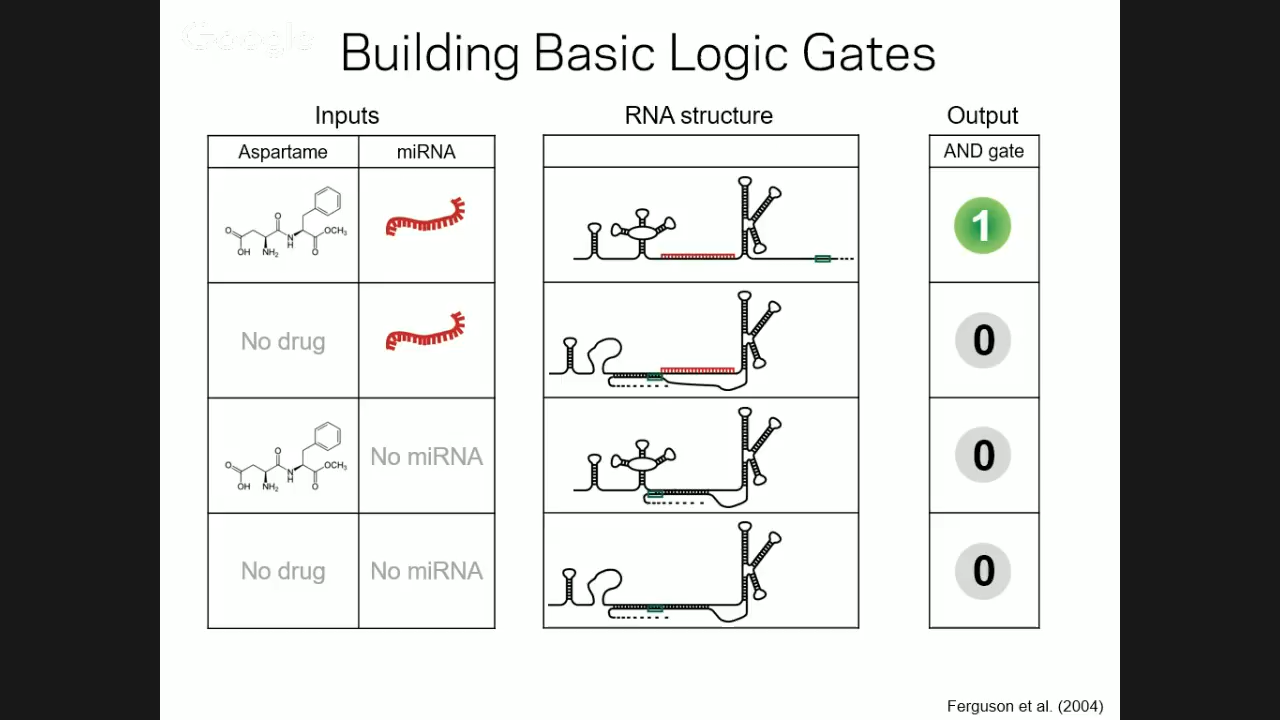 Google
Building Basic Logic Gates
Inputs
RNA structure
Output
Aspartame
miRNA
AND gate
O
O
OCH₃
N
H
OH
NH₂
O
1
No drug
0
O
O
OCH₃
N
H
OH
NH₂
O
No miRNA
0
No drug
No miRNA
0
Ferguson et al. (2004)